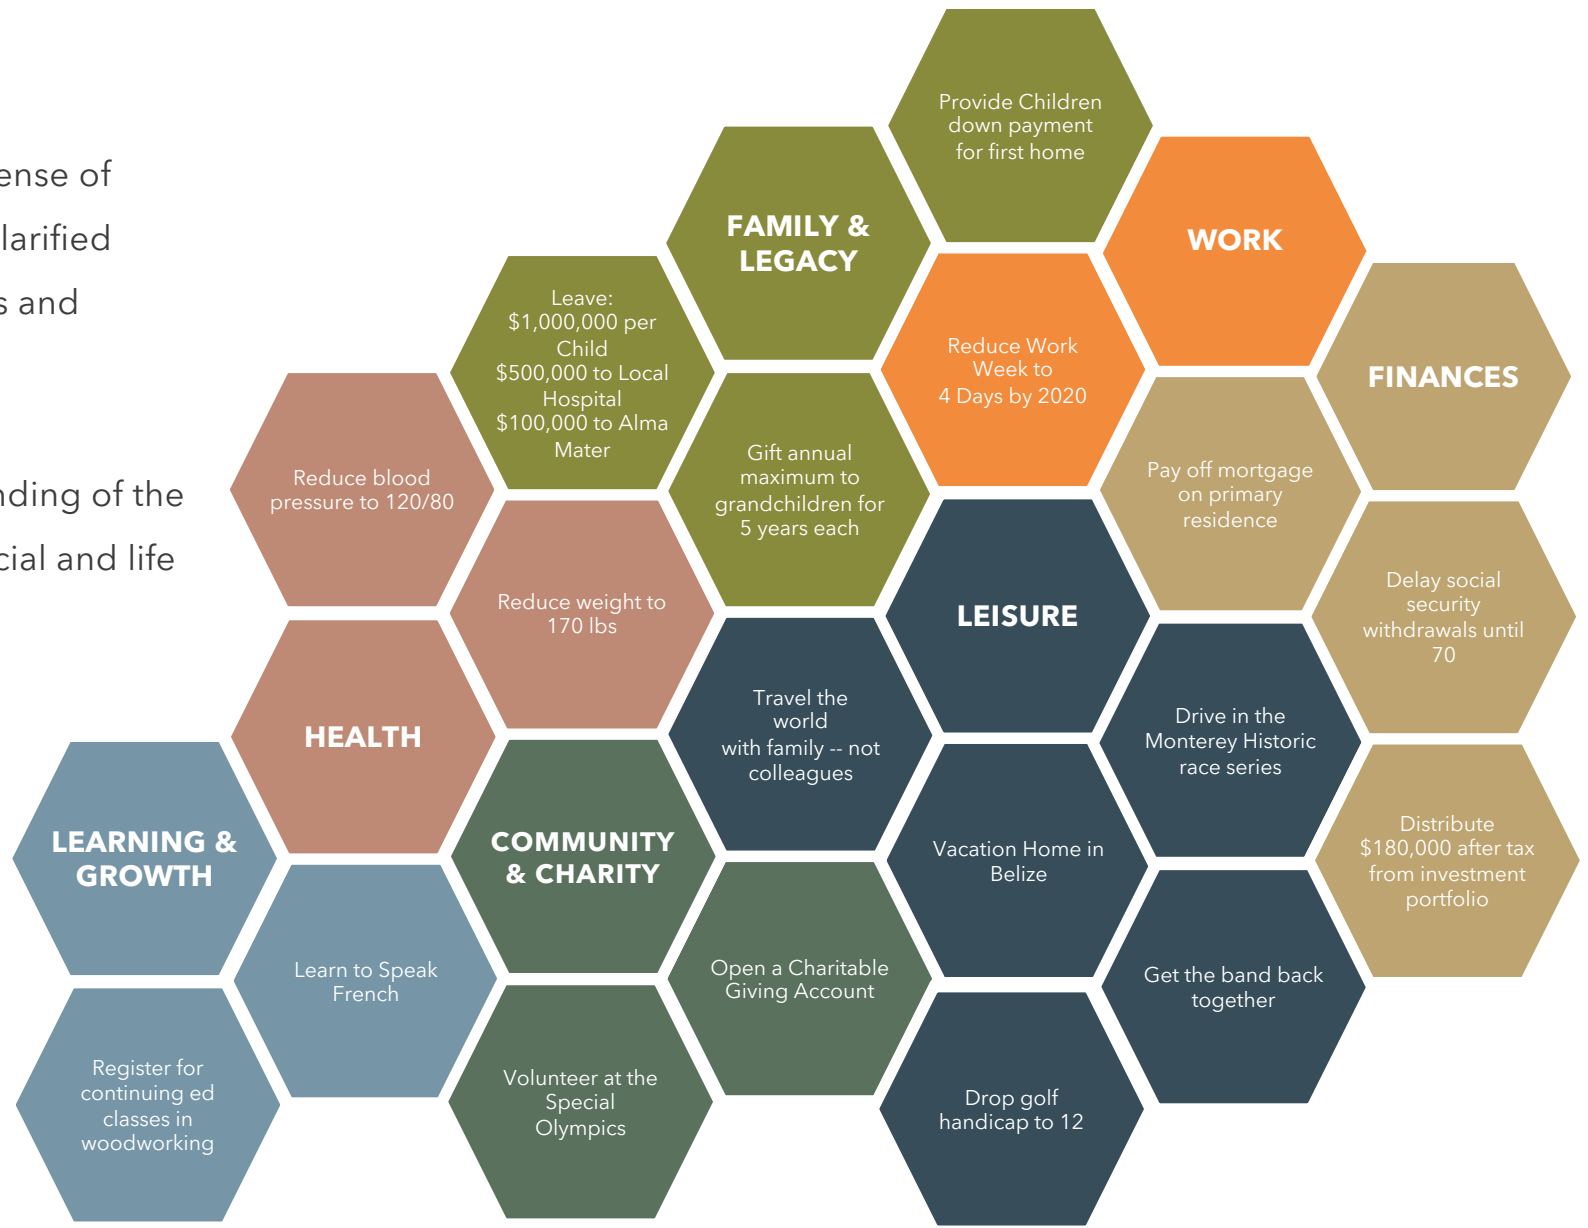 ense of
larified
s and
nding of the
cial and life
Provide Children
down payment
for first home
FAMILY &
LEGACY
WORK
Leave:
$1,000,000 per
Child
$500,000 to Local
Hospital
$100,000 to Alma
Mater
Reduce Work
Week to
4 Days by 2020
FINANCES
Reduce blood
pressure to 120/80
Gift annual
maximum to
grandchildren for
5 years each
Pay off mortgage
on primary
residence
Reduce weight to
170 lbs
LEISURE
Delay social
security
withdrawals until
70
HEALTH
Travel the
world
with family -- not
colleagues
Drive in the
Monterey Historic
race series
LEARNING &
GROWTH
COMMUNITY
& CHARITY
Vacation Home in
Belize
Distribute
$180,000 after tax
from investment
portfolio
Learn to Speak
French
Open a Charitable
Giving Account
Get the band back
together
Register for
continuing ed
classes in
woodworking
Volunteer at the
Special
Olympics
Drop golf
handicap to 12